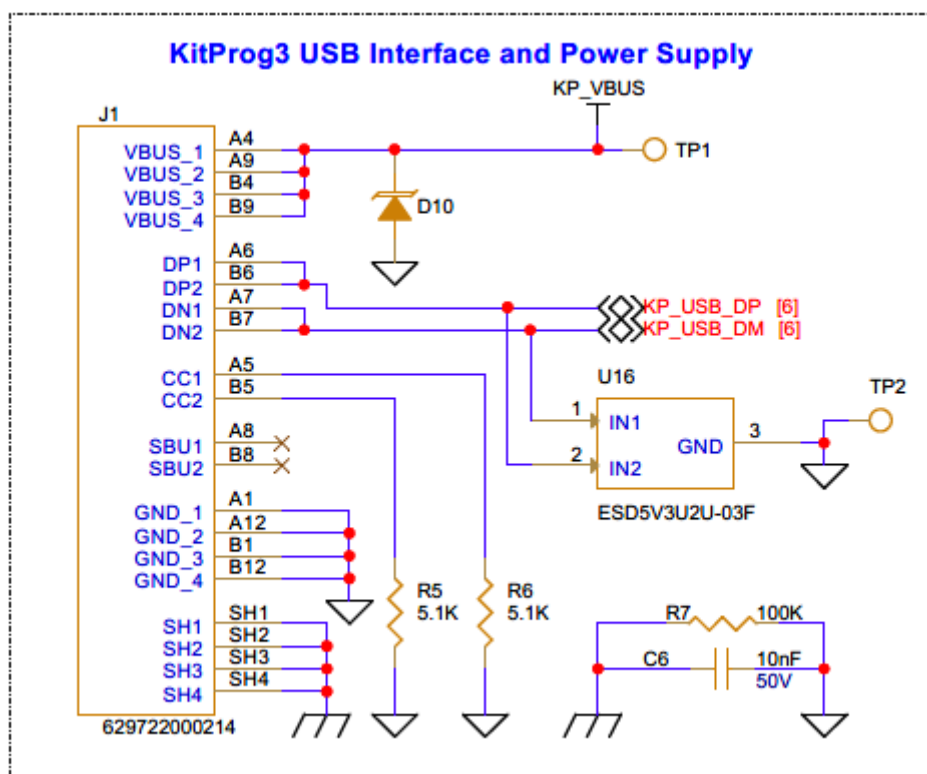 KitProg3 USB Interface and Power Supply
KP_VBUS
J1
TP1
VBUS_1 A4
VBUS_2 A9
VBUS_3 B4
VBUS_4 B9
D10
DP1 A6
DP2 B6
DN1 A7
DN2 B7
KP_USB_DP [6]
KP_USB_DM [6]
CC1 A5
CC2 B5
U16
1 IN1
2 IN2
GND 3
ESD5V3U2U-03F
TP2
SBU1 A8
SBU2 B8
GND_1 A1
GND_2 A12
GND_3 B1
GND_4 B12
R5
5.1K
R6
5.1K
SH1 SH1
SH2 SH2
SH3 SH3
SH4 SH4
R7 100K
C6 10nF
50V
629722000214